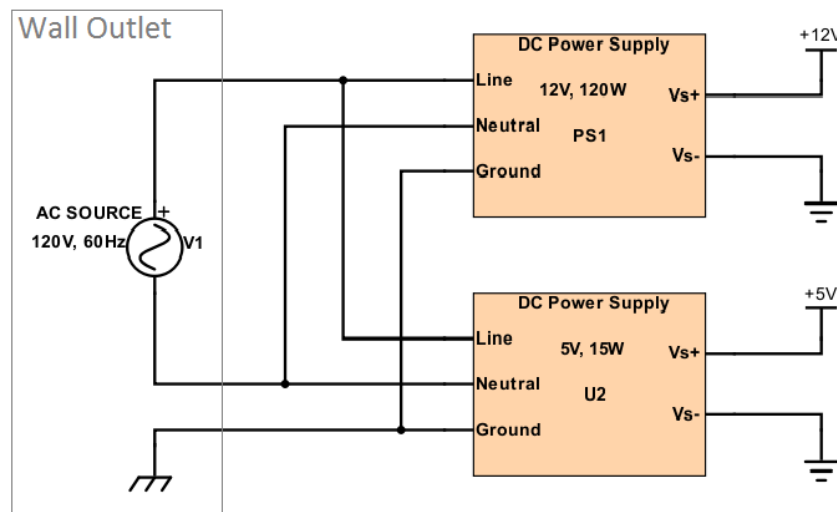 Wall Outlet
AC SOURCE
120V, 60Hz
+
V1
DC Power Supply
Line
12V, 120W
Vs+
Neutral
PS1
Vs-
Ground
+12V
DC Power Supply
Line
5V, 15W
Vs+
Neutral
U2
Vs-
Ground
+5V